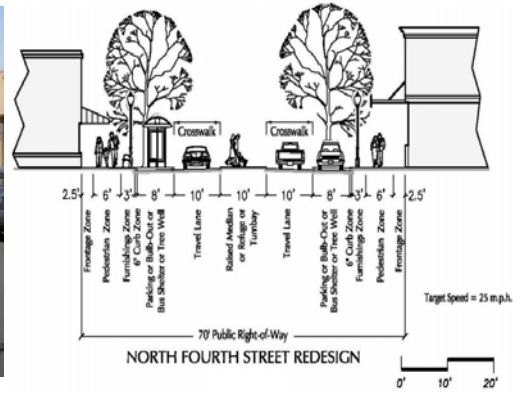 Crosswalk Crosswalk
2.5' 6' 3' 8' 10' 10' 10' 8' 3' 6' 2.5'
Frontage Zone
Pedestrian Zone
Furnishings Zone
6" Curb Zone
Parking or Bulb-Out or
Bus Shelter or Tree Well
Travel Lane
Raised Median
or Refuge or
Turnbay
Travel Lane
Parking or Bulb-Out or
Bus Shelter or Tree Well
6" Curb Zone
Furnishings Zone
Pedestrian Zone
Frontage Zone
Target Speed = 25 m.p.h.
70' Public Right-of-Way
NORTH FOURTH STREET REDESIGN
0' 10' 20'